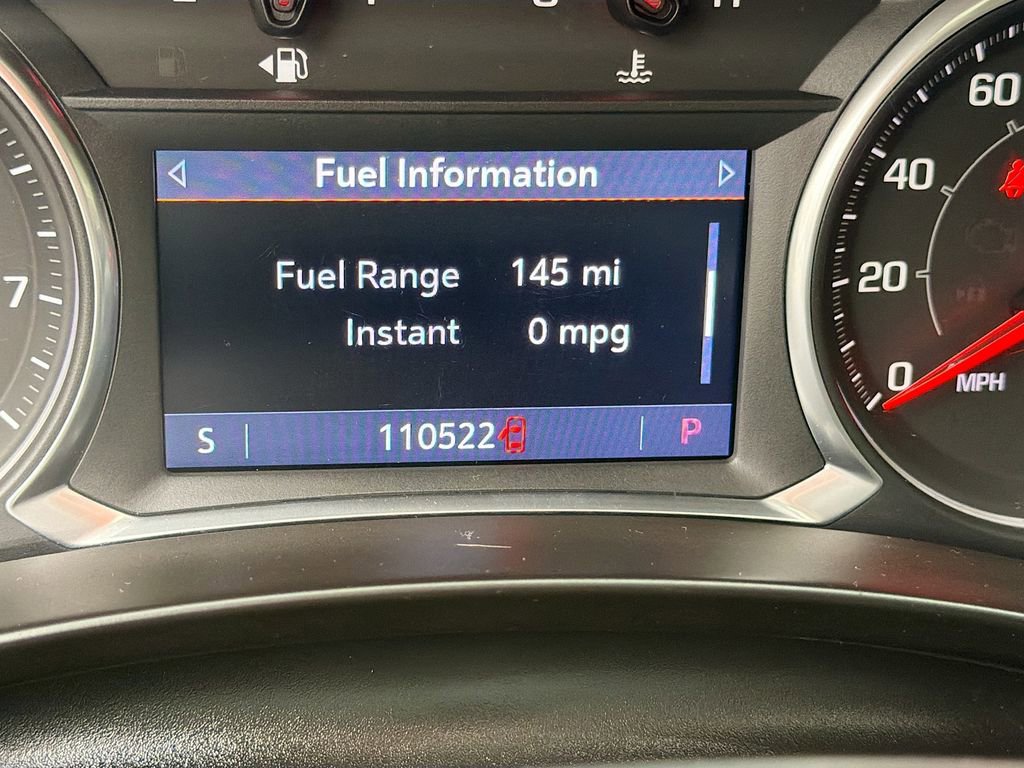 Fuel Information
Fuel Range 145 mi
Instant 0 mpg
S 110522 P
7
60
40
20
0
MPH